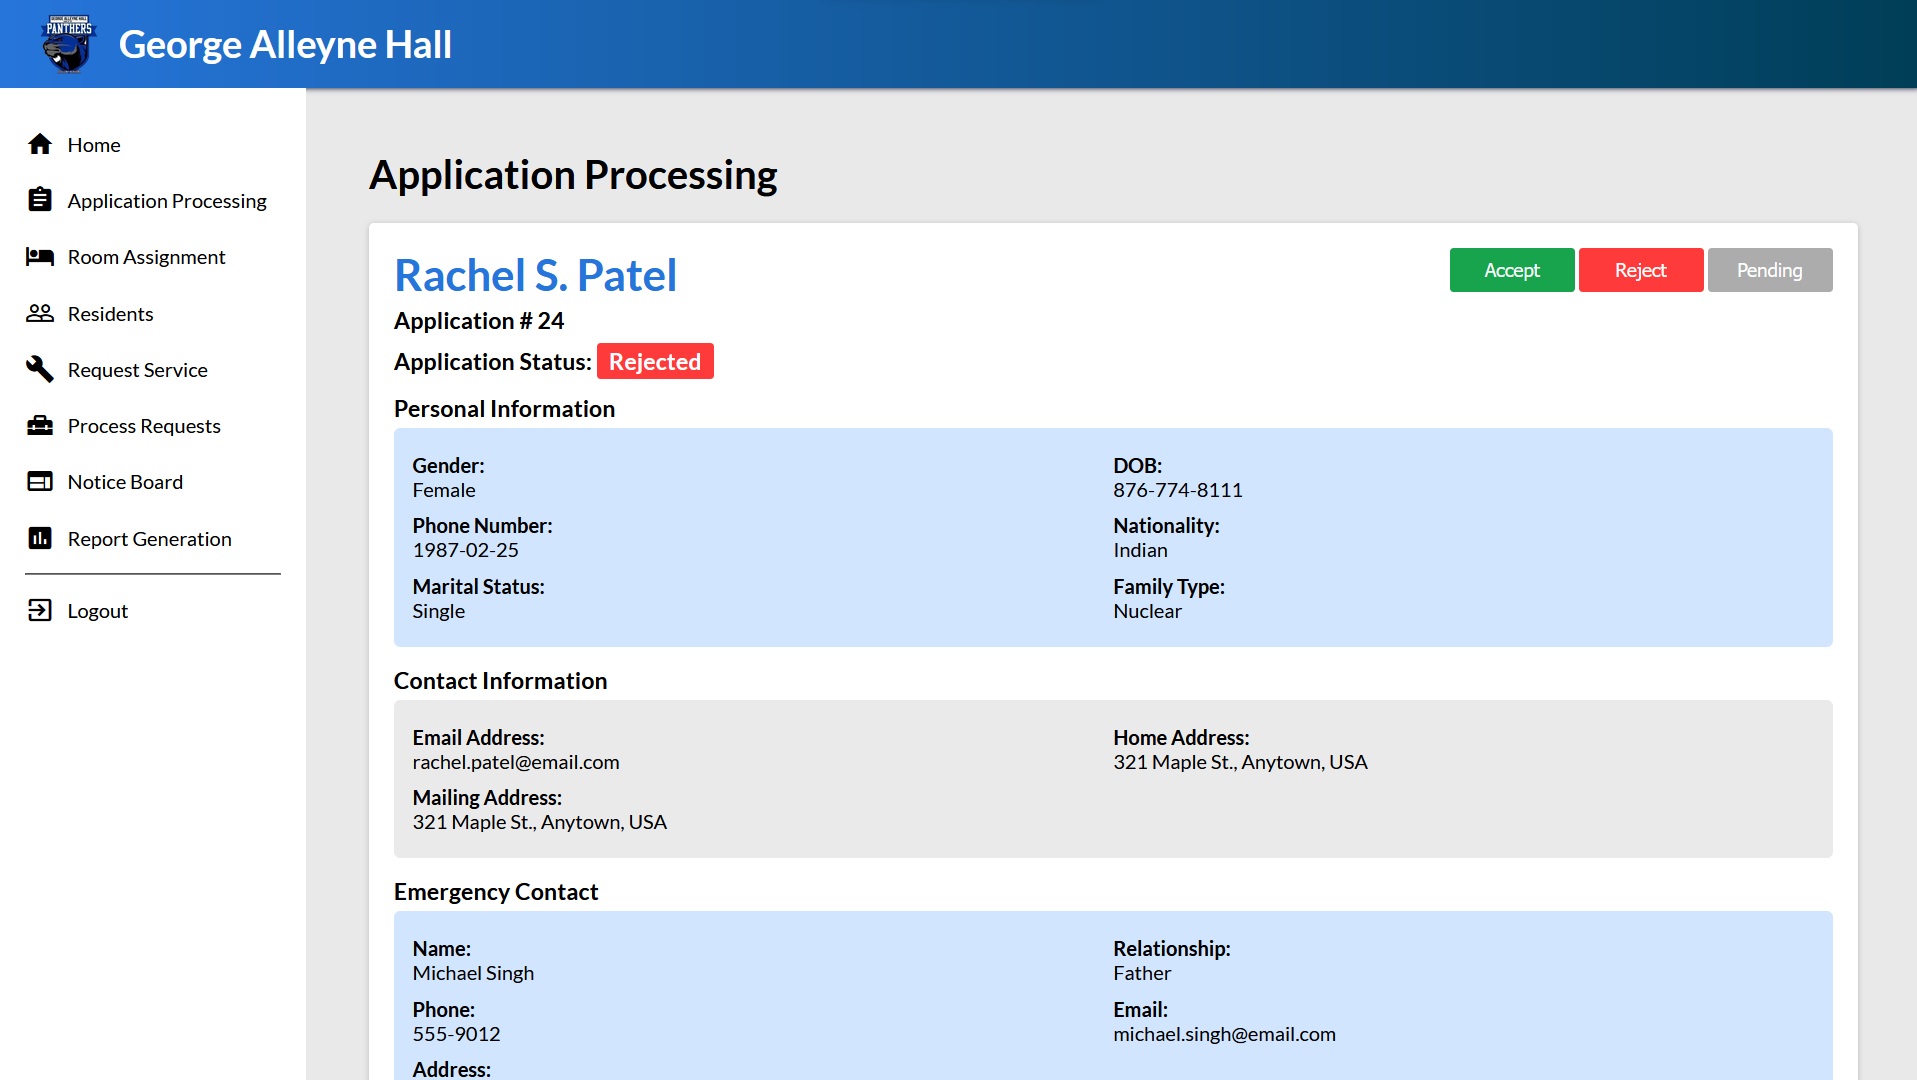 GEORGE ALLEYNE HALL
PANTHERS
George Alleyne Hall
Home
Application Processing
Room Assignment
Residents
Request Service
Process Requests
Notice Board
Report Generation
Logout
Application Processing
Rachel S. Patel
Accept
Reject
Pending
Application # 24
Application Status: Rejected
Personal Information
Gender:
Female
DOB:
876-774-8111
Phone Number:
1987-02-25
Nationality:
Indian
Marital Status:
Single
Family Type:
Nuclear
Contact Information
Email Address:
rachel.patel@email.com
Home Address:
321 Maple St., Anytown, USA
Mailing Address:
321 Maple St., Anytown, USA
Emergency Contact
Name:
Michael Singh
Relationship:
Father
Phone:
555-9012
Email:
michael.singh@email.com
Address: